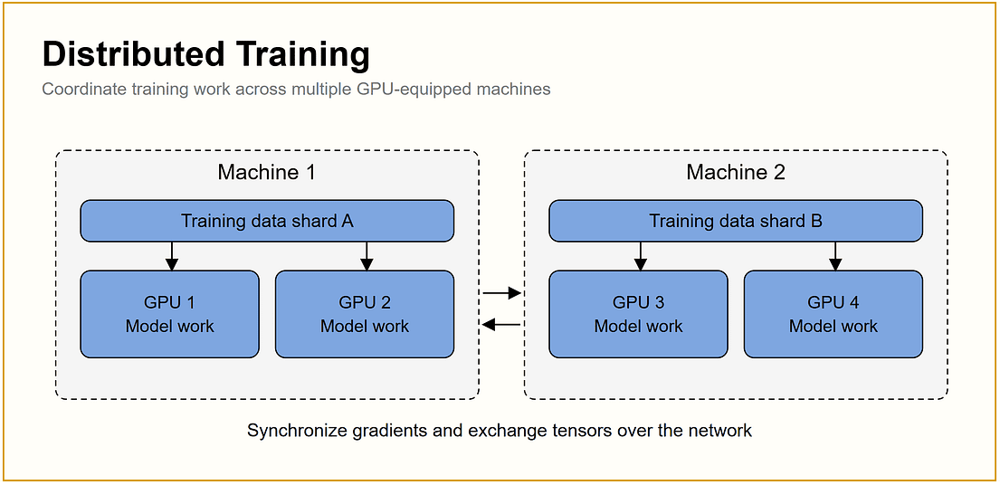 Distributed Training
Coordinate training work across multiple GPU-equipped machines
Machine 1
Training data shard A
GPU 1
Model work
GPU 2
Model work
Machine 2
Training data shard B
GPU 3
Model work
GPU 4
Model work
Synchronize gradients and exchange tensors over the network